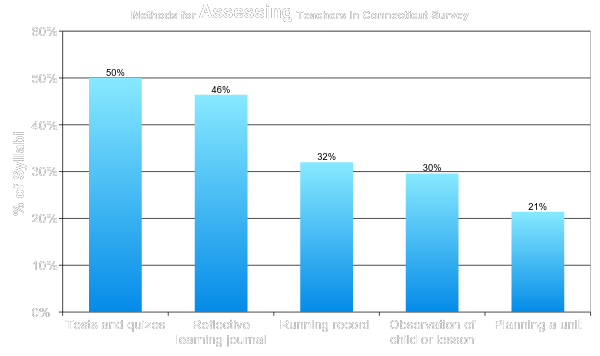 Methods for Assessing Teachers in Connecticut Survey
60%
50%
40%
30%
20%
10%
0%
% of Syllabi
50%
46%
32%
30%
21%
Tests and quizes
Reflective
learning journal
Running record
Observation of
child or lesson
Planning a unit